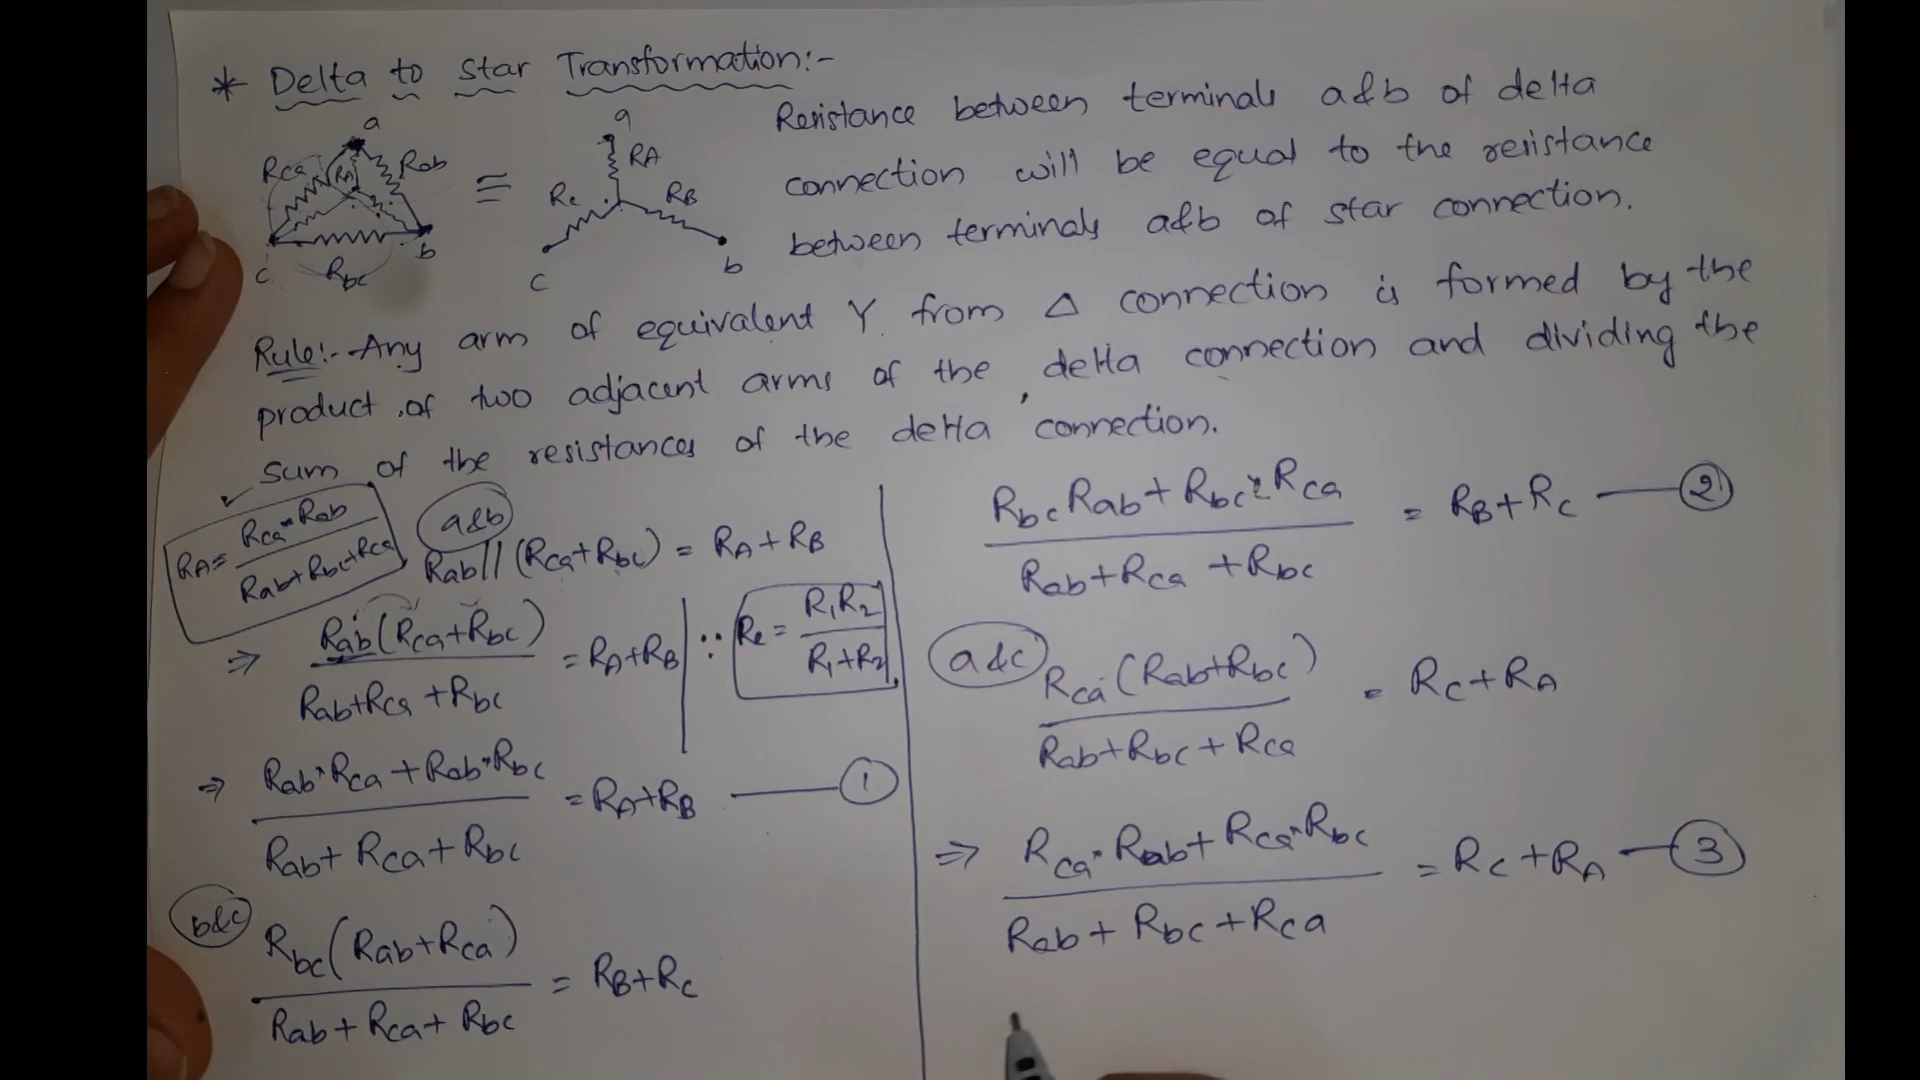 * Delta to star Transformation:-
a
Rca RA Rab
c Rbc b
≡
a
RA
Rc RB
c b
Resistance between terminals a&b of delta
connection will be equal to the resistance
between terminals a&b of star connection.
Rule:- Any arm of equivalent Y from Δ connection is formed by the
product of two adjacent arms of the delta connection and dividing the
sum of the resistances of the delta connection.
✓
RA = Rca * Rab / Rab+Rbc+Rca
a&b
Rab || (Rca+Rbc) = RA+RB
⇒ Rab(Rca+Rbc) / Rab+Rca+Rbc = RA+RB
∵ Re = R1R2 / R1+R2
⇒ Rab*Rca+Rab*Rbc / Rab+Rca+Rbc = RA+RB — 1
b&c
Rbc(Rab+Rca) / Rab+Rca+Rbc = RB+Rc
RbcRab+Rbc*Rca / Rab+Rca+Rbc = RB+Rc — 2
a&c
Rca(Rab+Rbc) / Rab+Rbc+Rca = Rc+RA
⇒ Rca*Rab+Rca*Rbc / Rab+Rbc+Rca = Rc+RA — 3